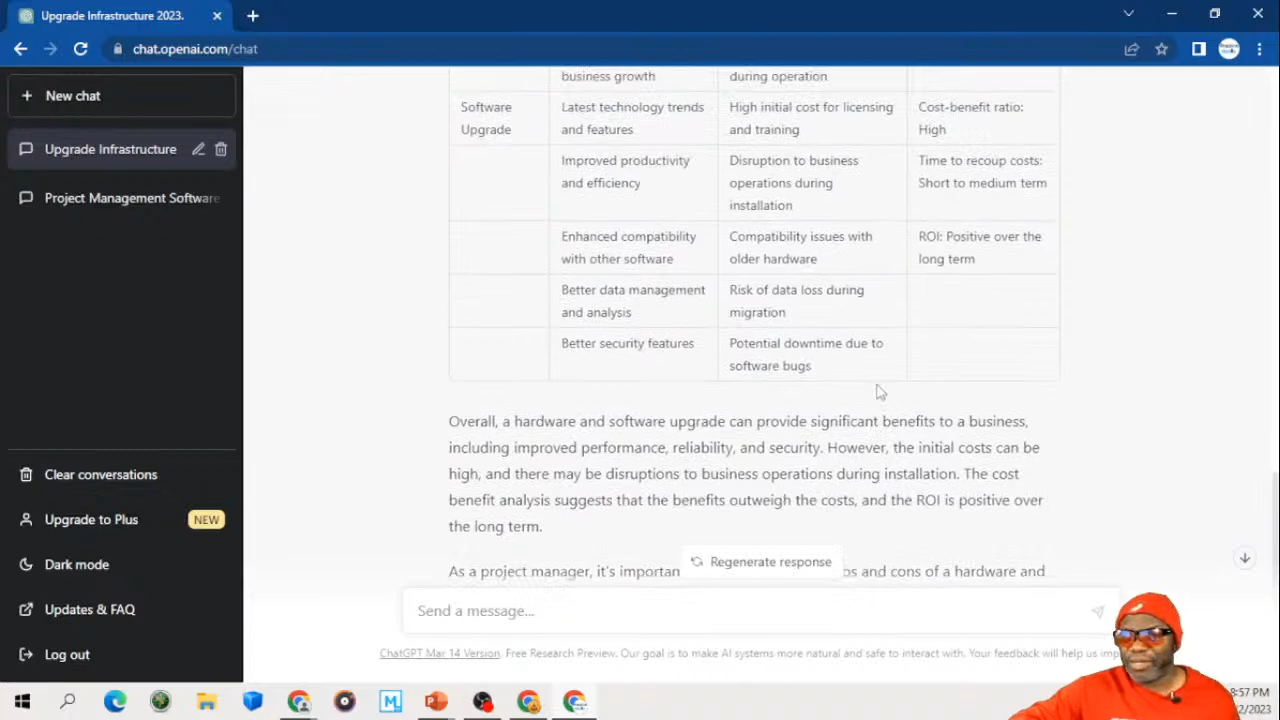 Upgrade Infrastructure 2023.
chat.openai.com/chat
New chat
Upgrade Infrastructure
Project Management Software
Clear conversations
Upgrade to Plus NEW
Dark mode
Updates & FAQ
Log out
business growth
during operation
Software
Upgrade
Latest technology trends
and features
High initial cost for licensing
and training
Cost-benefit ratio:
High
Improved productivity
and efficiency
Disruption to business
operations during
installation
Time to recoup costs:
Short to medium term
Enhanced compatibility
with other software
Compatibility issues with
older hardware
ROI: Positive over the
long term
Better data management
and analysis
Risk of data loss during
migration
Better security features
Potential downtime due to
software bugs
Overall, a hardware and software upgrade can provide significant benefits to a business,
including improved performance, reliability, and security. However, the initial costs can be
high, and there may be disruptions to business operations during installation. The cost
benefit analysis suggests that the benefits outweigh the costs, and the ROI is positive over
the long term.
As a project manager, it's importan
os and cons of a hardware and
Regenerate response
Send a message...
ChatGPT Mar 14 Version. Free Research Preview. Our goal is to make AI systems more natural and safe to interact with. Your feedback will help us imp
8:57 PM
2/2023